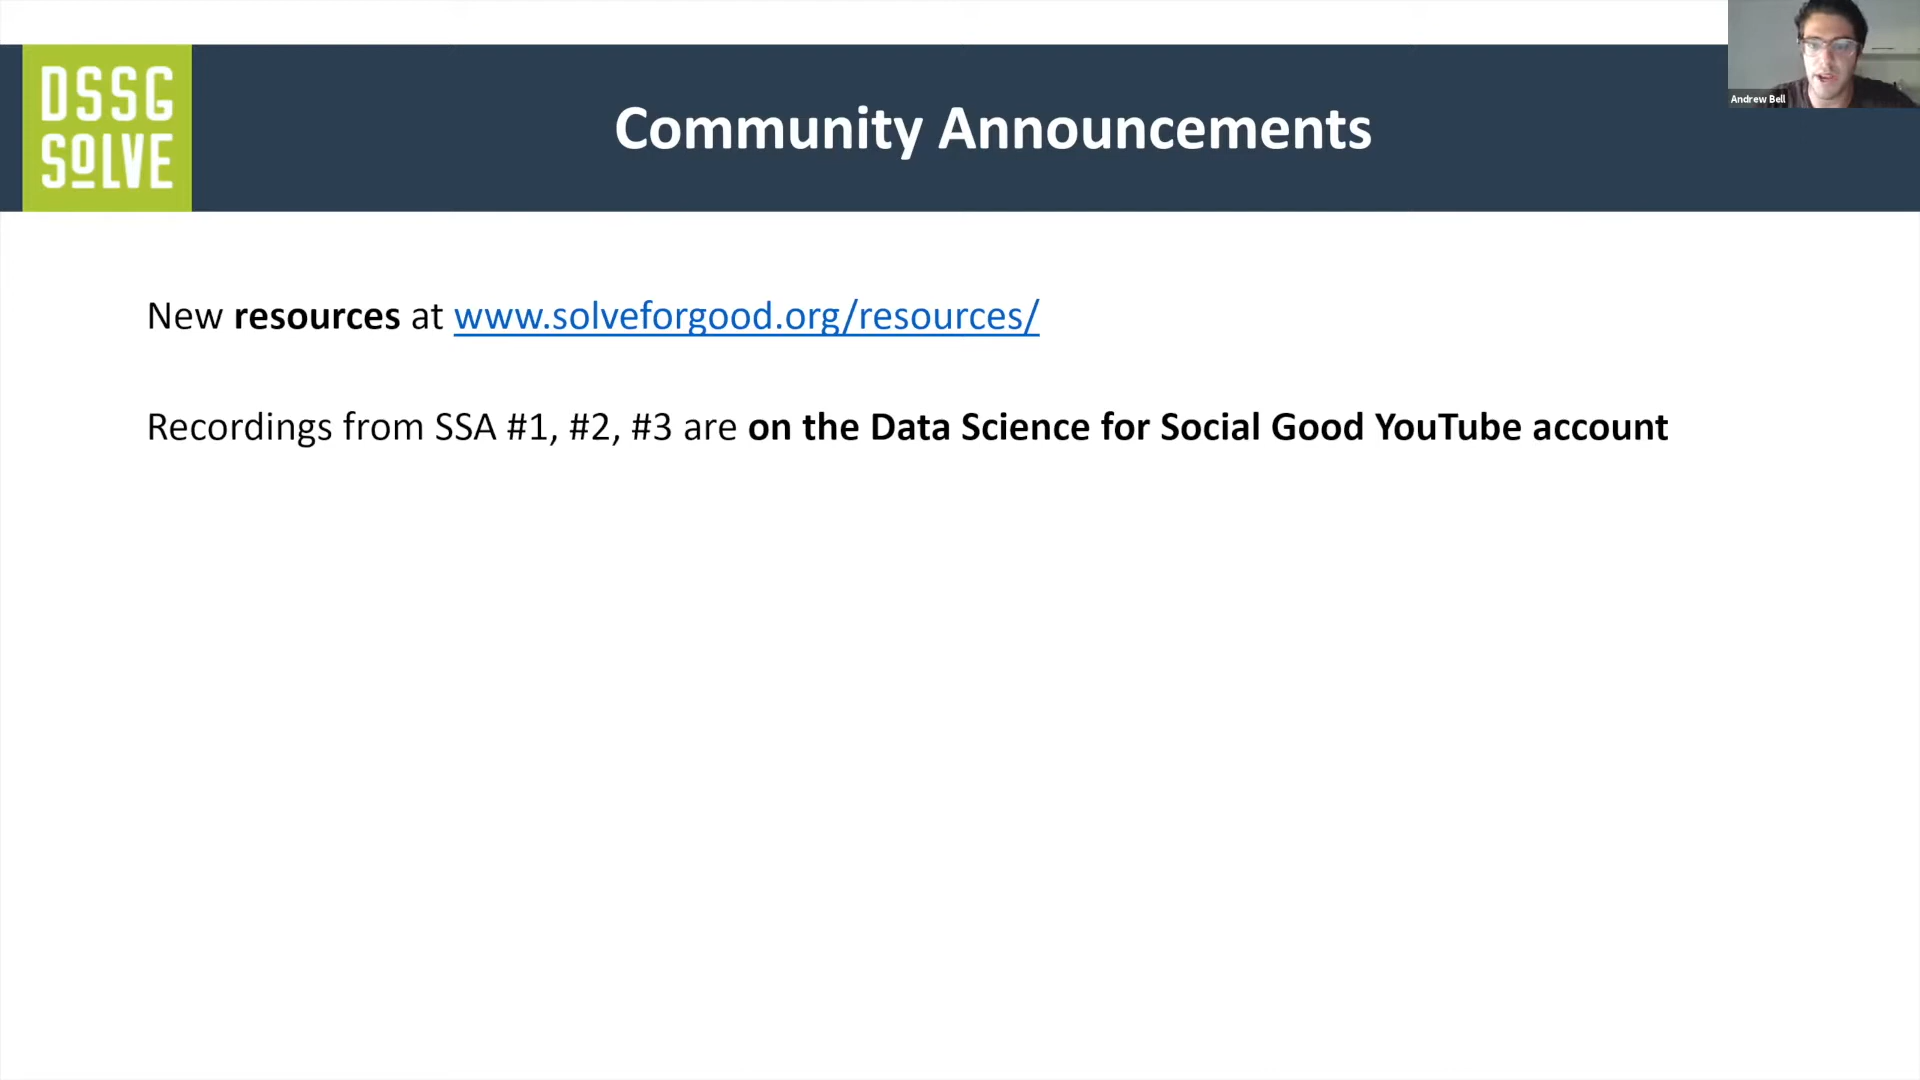 DSSG
SOLVE
Community Announcements
Andrew Bell
New resources at www.solveforgood.org/resources/
Recordings from SSA #1, #2, #3 are on the Data Science for Social Good YouTube account